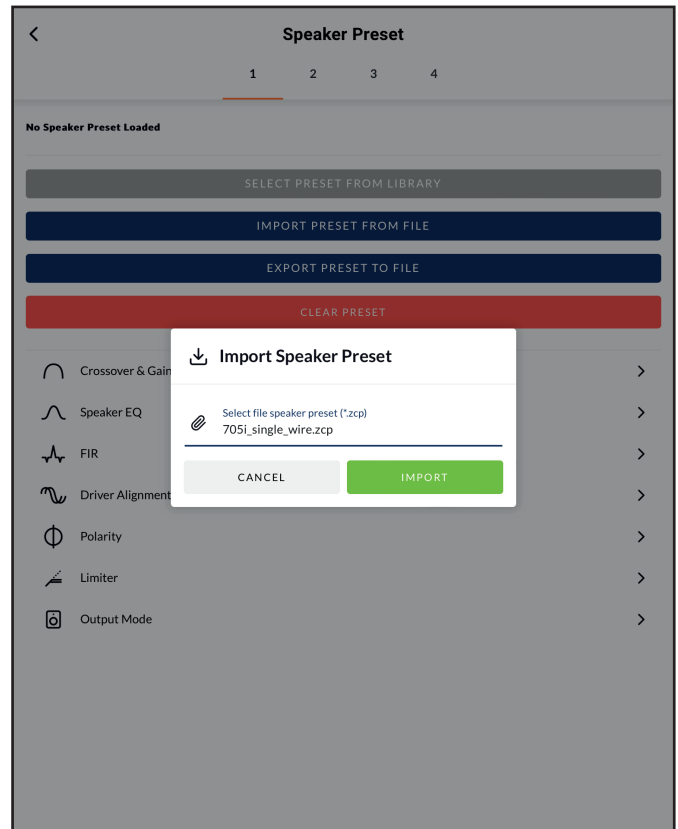 Speaker Preset
1 2 3 4
No Speaker Preset Loaded
SELECT PRESET FROM LIBRARY
IMPORT PRESET FROM FILE
EXPORT PRESET TO FILE
CLEAR PRESET
Import Speaker Preset
Select file speaker preset (*.zcp)
705i_single_wire.zcp
CANCEL IMPORT
Crossover & Gain
Speaker EQ
FIR
Driver Alignment
Polarity
Limiter
Output Mode